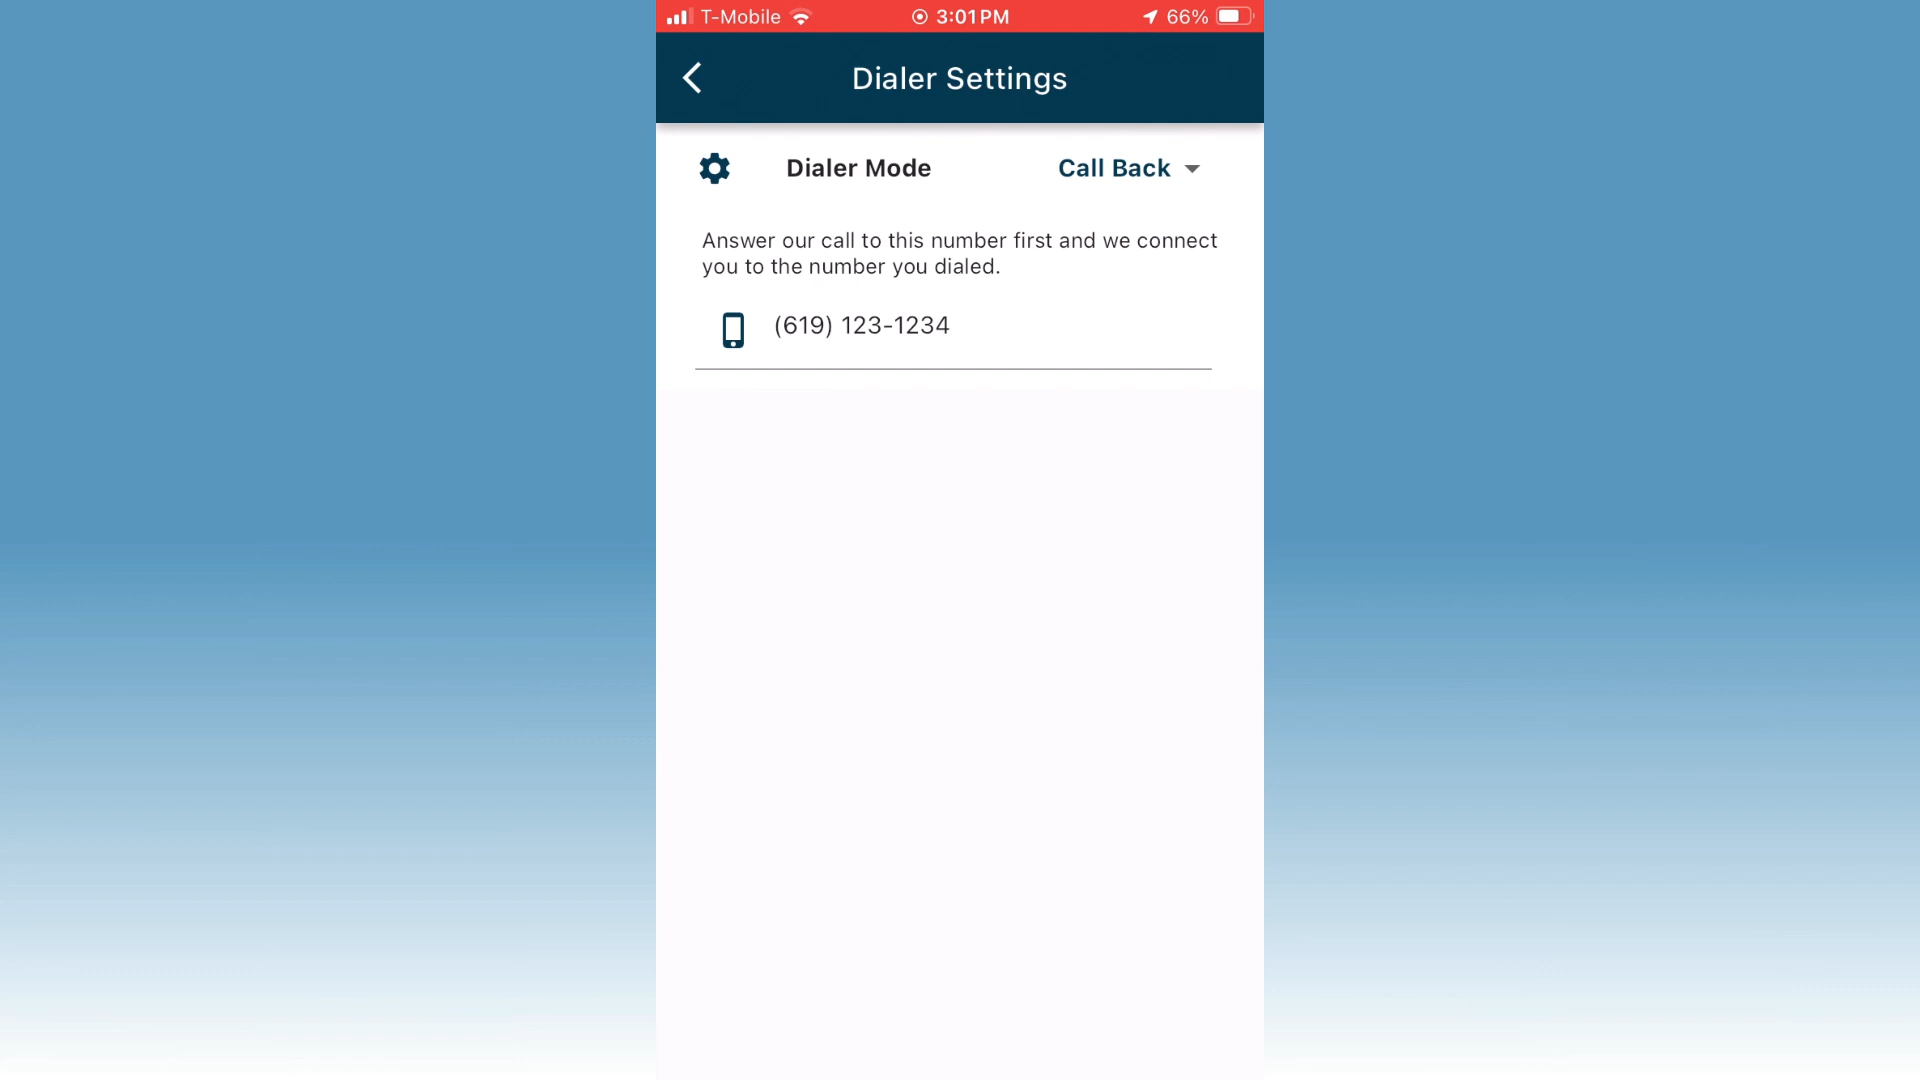 T-Mobile 3:01 PM 66%
Dialer Settings
Dialer Mode Call Back
Answer our call to this number first and we connect
you to the number you dialed.
(619) 123-1234